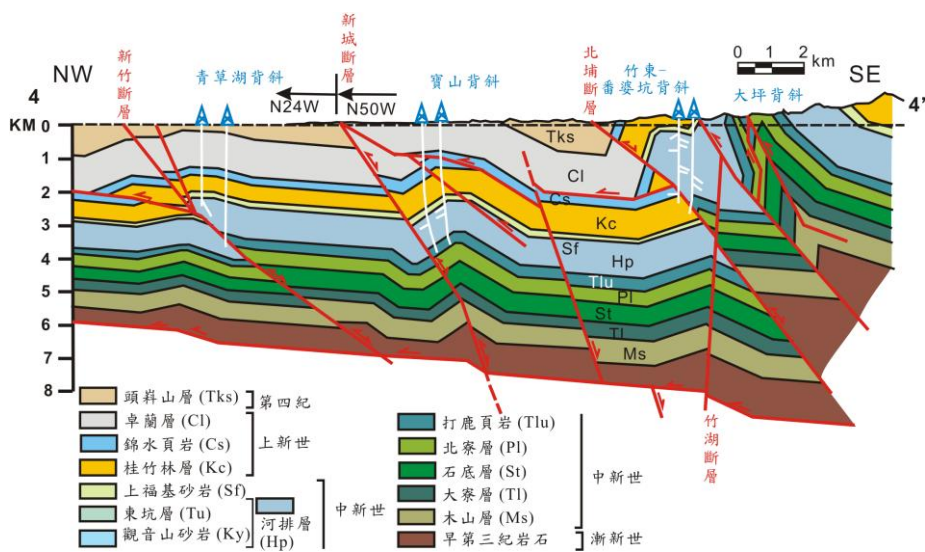 NW
新竹斷層
青草湖背斜
新城斷層
N24W
N50W
寶山背斜
北埔斷層
竹東-
番婆坑背斜
0 1 2
km
大坪背斜
SE
4
4'
KM 0
1
2
3
4
5
6
7
8
Tks
Cl
Cs
Kc
Sf
Hp
Tlu
Pl
St
Tl
Ms
竹湖斷層
頭嵙山層 (Tks)
第四紀
卓蘭層 (Cl)
錦水頁岩 (Cs)
桂竹林層 (Kc)
上新世
上福基砂岩 (Sf)
東坑層 (Tu)
觀音山砂岩 (Ky)
河排層
(Hp)
中新世
打鹿頁岩 (Tlu)
北寮層 (Pl)
石底層 (St)
大寮層 (Tl)
木山層 (Ms)
中新世
早第三紀岩石
漸新世